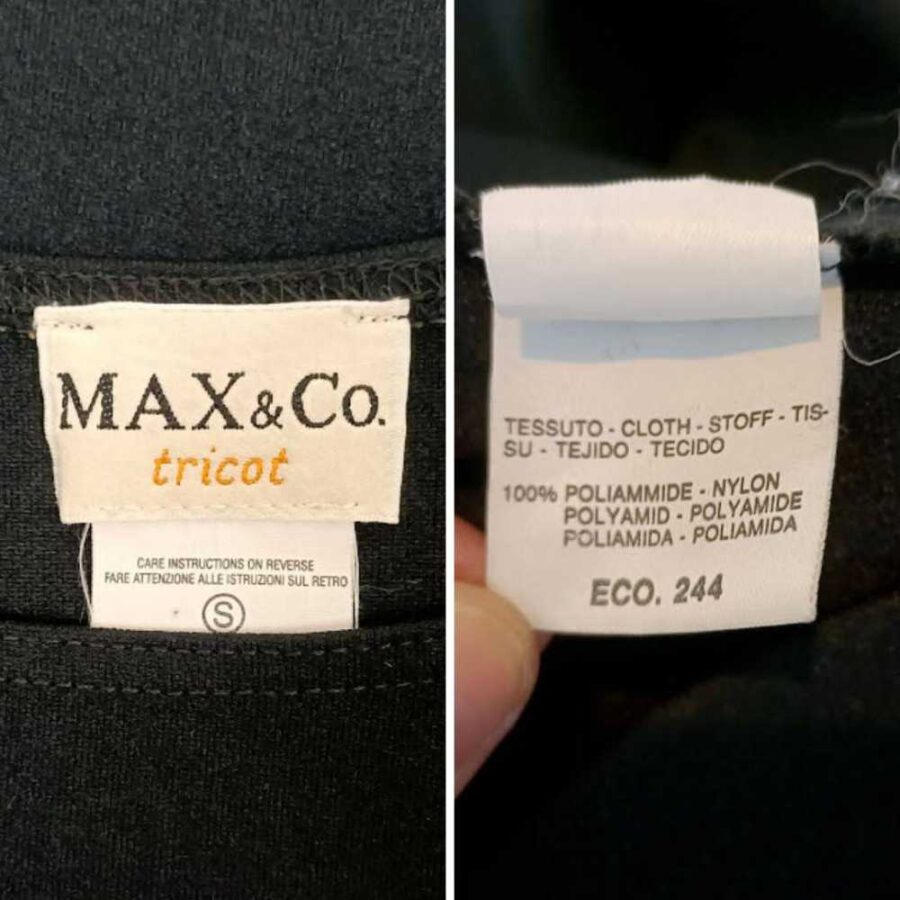 MAX&Co.
tricot
CARE INSTRUCTIONS ON REVERSE
FARE ATTENZIONE ALLE ISTRUZIONI SUL RETRO
S
TESSUTO - CLOTH - STOFF - TIS-
SU - TEJIDO - TECIDO
100% POLIAMMIDE - NYLON
POLYAMID - POLYAMIDE
POLIAMIDA - POLIAMIDA
ECO. 244